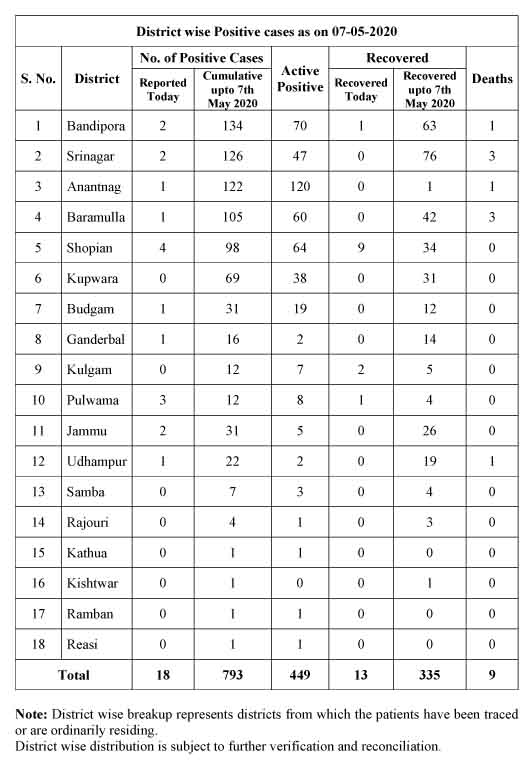 District wise Positive cases as on 07-05-2020
S. No. District No. of Positive Cases Active Positive Recovered Deaths
Reported Today Cumulative upto 7th May 2020 Recovered Today Recovered upto 7th May 2020
1 Bandipora 2 134 70 1 63 1
2 Srinagar 2 126 47 0 76 3
3 Anantnag 1 122 120 0 1 1
4 Baramulla 1 105 60 0 42 3
5 Shopian 4 98 64 9 34 0
6 Kupwara 0 69 38 0 31 0
7 Budgam 1 31 19 0 12 0
8 Ganderbal 1 16 2 0 14 0
9 Kulgam 0 12 7 2 5 0
10 Pulwama 3 12 8 1 4 0
11 Jammu 2 31 5 0 26 0
12 Udhampur 1 22 2 0 19 1
13 Samba 0 7 3 0 4 0
14 Rajouri 0 4 1 0 3 0
15 Kathua 0 1 1 0 0 0
16 Kishtwar 0 1 0 0 1 0
17 Ramban 0 1 1 0 0 0
18 Reasi 0 1 1 0 0 0
Total 18 793 449 13 335 9
Note: District wise breakup represents districts from which the patients have been traced
or are ordinarily residing.
District wise distribution is subject to further verification and reconciliation.